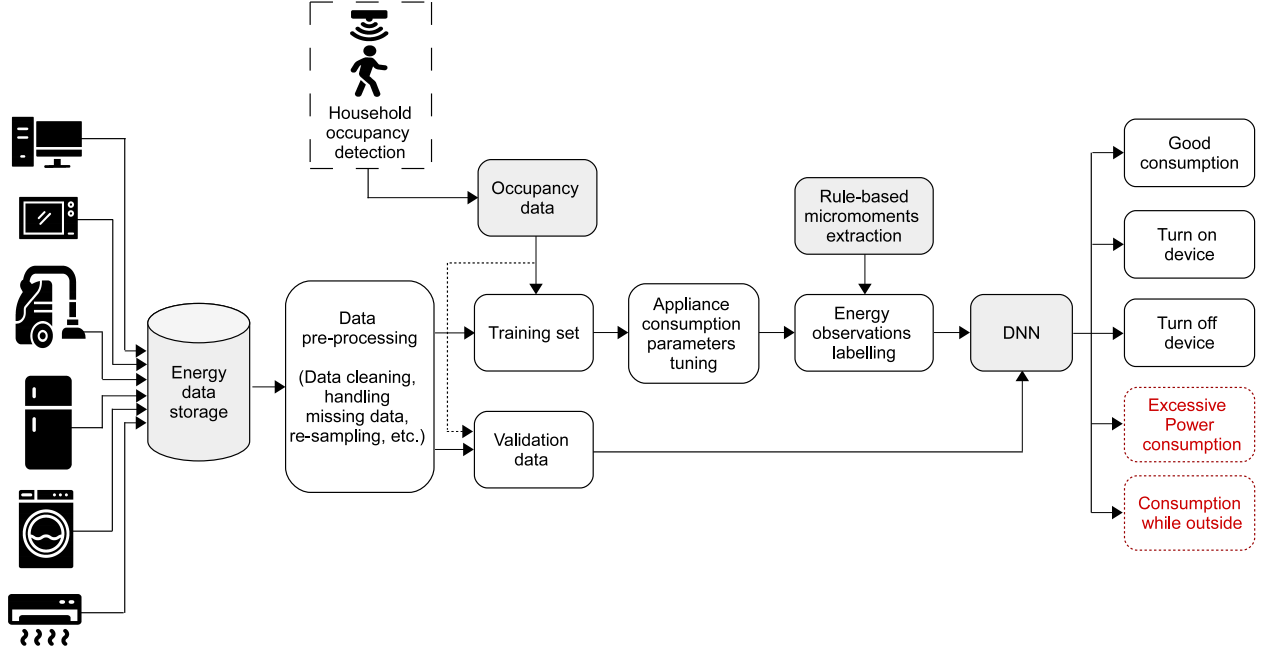 Household
occupancy
detection
Occupancy
data
Rule-based
micromoments
extraction
Good
consumption
Turn on
device
Energy
data
storage
Data
pre-processing
(Data cleaning,
handling
missing data,
re-sampling, etc.)
Training set
Appliance
consumption
parameters
tuning
Energy
observations
labelling
DNN
Turn off
device
Validation
data
Excessive
Power
consumption
Consumption
while outside